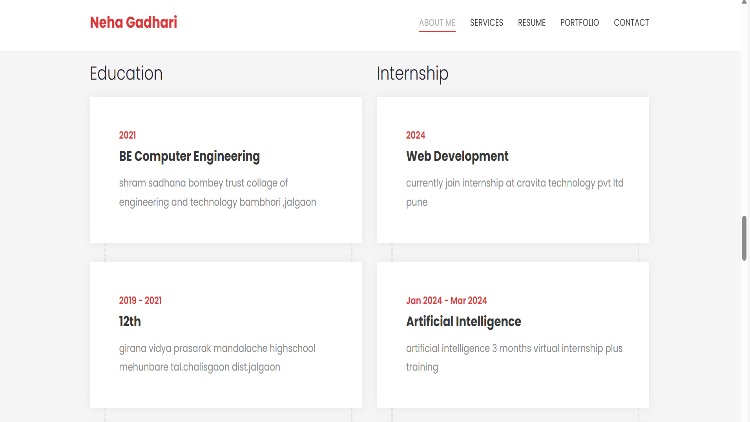 Neha Gadhari
ABOUT ME SERVICES RESUME PORTFOLIO CONTACT
Education
2021
BE Computer Engineering
shram sadhana bombey trust collage of
engineering and technology bambhori ,jalgaon
2019 - 2021
12th
girana vidya prasarak mandalache highschool
mehunbare tal.chalisgaon dist.jalgaon
Internship
2024
Web Development
currently join internship at cravita technology pvt ltd
pune
Jan 2024 - Mar 2024
Artificial Intelligence
artificial intelligence 3 months virtual internship plus
training